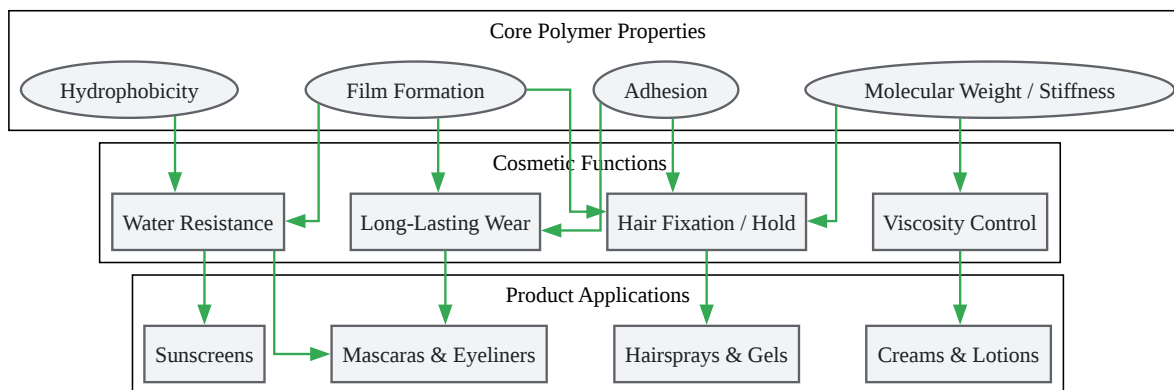 Core Polymer Properties
Hydrophobicity
Film Formation
Adhesion
Molecular Weight / Stiffness
Cosmetic Functions
Water Resistance
Long-Lasting Wear
Hair Fixation / Hold
Viscosity Control
Product Applications
Sunscreens
Mascaras & Eyeliners
Hairsprays & Gels
Creams & Lotions